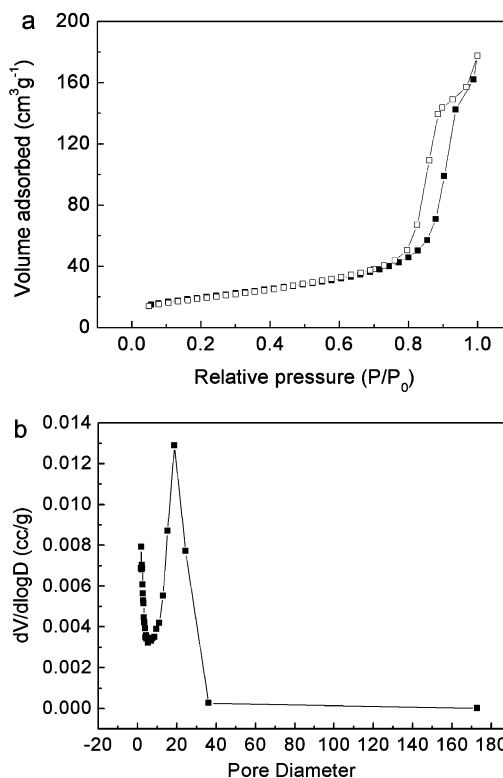 a
200
160
120
80
40
0
0.0 0.2 0.4 0.6 0.8 1.0
Volume adsorbed (cm³g⁻¹)
Relative pressure (P/P₀)
b
0.014
0.012
0.010
0.008
0.006
0.004
0.002
0.000
-20 0 20 40 60 80 100 120 140 160 180
dV/dlogD (cc/g)
Pore Diameter